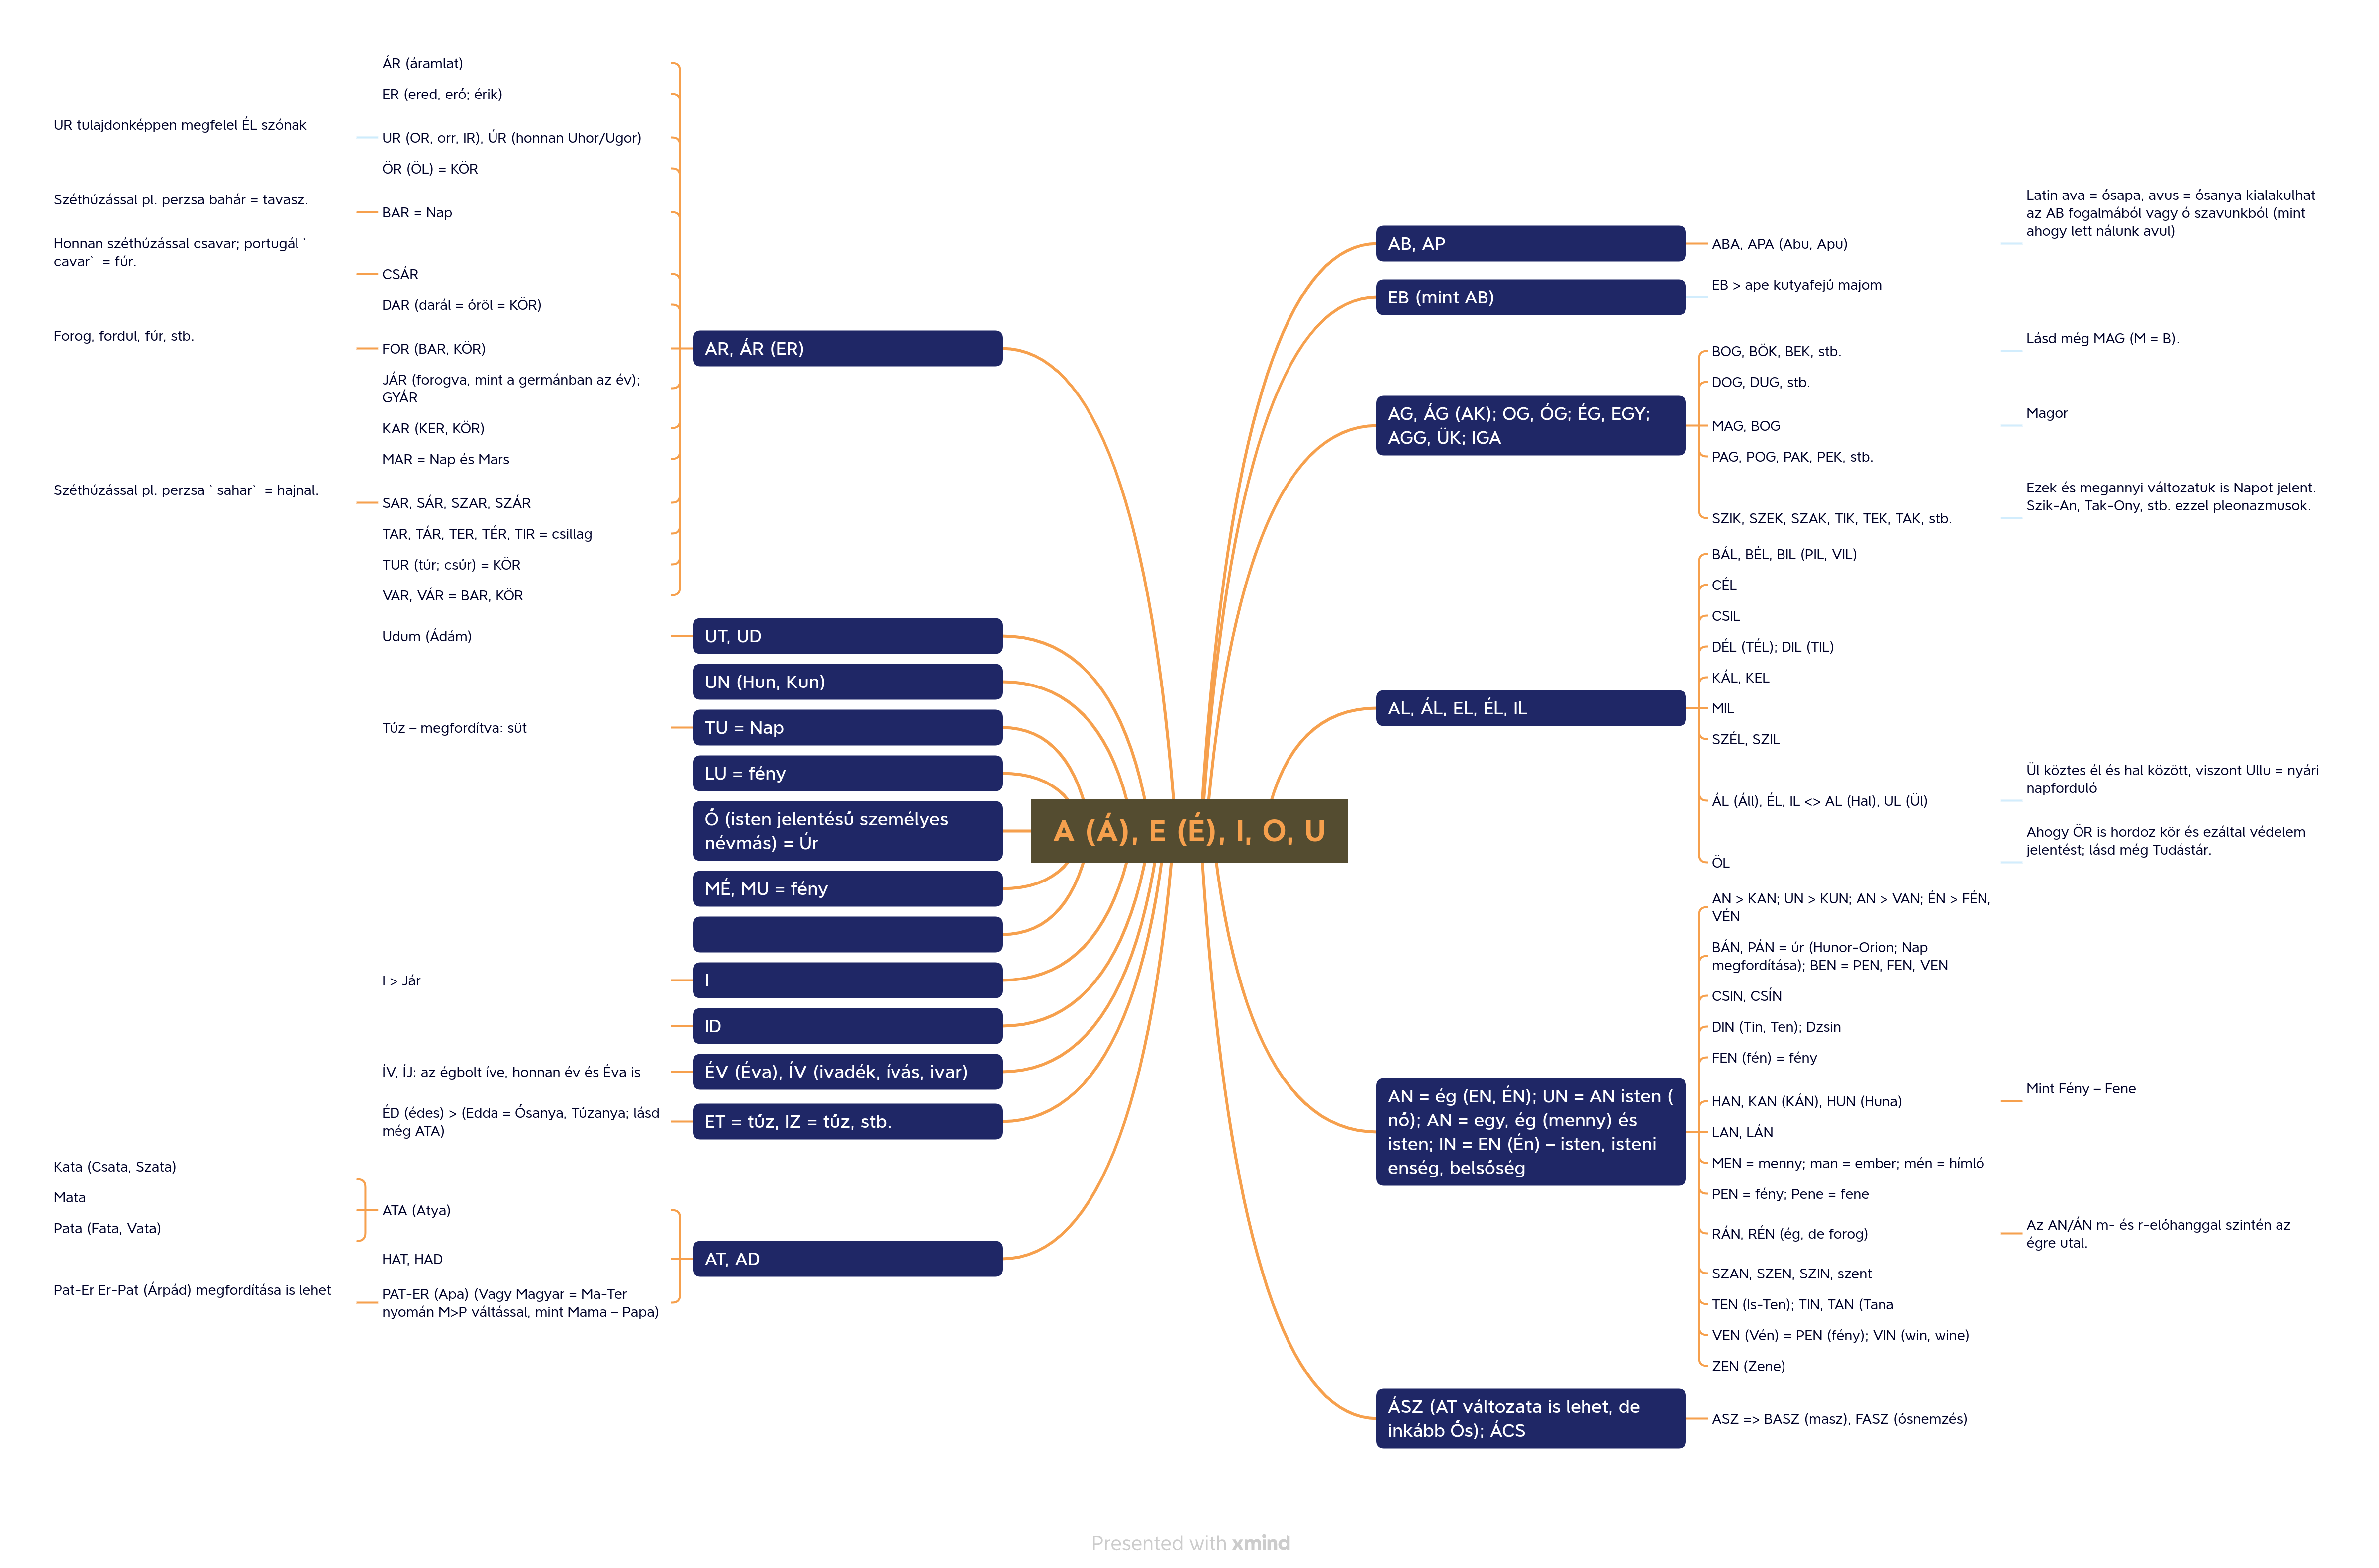 A (Á), E (É), I, O, U
AB, AP
ABA, APA (Abu, Apu)
Latin ava = ősapa, avus = ősanya kialakulhat
az AB fogalmából vagy ó szavunkból (mint
ahogy lett nálunk avul)
EB (mint AB)
EB > ape kutyafejű majom
AG, ÁG (AK); OG, ÓG; ÉG, EGY;
AGG, ÜK; IGA
BOG, BÖK, BEK, stb.
Lásd még MAG (M = B).
DOG, DUG, stb.
MAG, BOG
Magor
PAG, POG, PAK, PEK, stb.
SZIK, SZEK, SZAK, TIK, TEK, TAK, stb.
Ezek és megannyi változatuk is Napot jelent.
Szik-An, Tak-Ony, stb. ezzel pleonazmusok.
AL, ÁL, EL, ÉL, IL
BÁL, BÉL, BIL (PIL, VIL)
CÉL
CSIL
DÉL (TÉL); DIL (TIL)
KÁL, KEL
MIL
SZÉL, SZIL
ÁL (Áll), ÉL, IL <> AL (Hal), UL (Ül)
Ül köztes él és hal között, viszont Ullu = nyári
napforduló
ÖL
Ahogy ÖR is hordoz kör és ezáltal védelem
jelentést; lásd még Tudástár.
AN = ég (EN, ÉN); UN = AN isten (
nő); AN = egy, ég (menny) és
isten; IN = EN (Én) – isten, isteni
enség, belsőség
AN > KAN; UN > KUN; AN > VAN; ÉN > FÉN,
VÉN
BÁN, PÁN = úr (Hunor-Orion; Nap
megfordítása); BEN = PEN, FEN, VEN
CSIN, CSÍN
DIN (Tin, Ten); Dzsin
FEN (fén) = fény
HAN, KAN (KÁN), HUN (Huna)
Mint Fény – Fene
LAN, LÁN
MEN = menny; man = ember; mén = hímló
PEN = fény; Pene = fene
RÁN, RÉN (ég, de forog)
Az AN/ÁN m- és r-előhanggal szintén az
égre utal.
SZAN, SZEN, SZIN, szent
TEN (Is-Ten); TIN, TAN (Tana
VEN (Vén) = PEN (fény); VIN (win, wine)
ZEN (Zene)
ÁSZ (AT változata is lehet, de
inkább Ős); ÁCS
ASZ => BASZ (masz), FASZ (ősnemzés)
AR, ÁR (ER)
ÁR (áramlat)
ER (ered, erő; érik)
UR (OR, orr, IR), ÚR (honnan Uhor/Ugor)
UR tulajdonképpen megfelel ÉL szónak
ÖR (ÖL) = KÖR
BAR = Nap
Széthúzással pl. perzsa bahár = tavasz.
CSÁR
Honnan széthúzással csavar; portugál `
cavar` = fúr.
DAR (darál = őröl = KÖR)
FOR (BAR, KÖR)
Forog, fordul, fúr, stb.
JÁR (forogva, mint a germánban az év);
GYÁR
KAR (KER, KÖR)
MAR = Nap és Mars
SAR, SÁR, SZAR, SZÁR
Széthúzással pl. perzsa ` sahar` = hajnal.
TAR, TÁR, TER, TÉR, TIR = csillag
TUR (túr; csűr) = KÖR
VAR, VÁR = BAR, KÖR
UT, UD
Udum (Ádám)
UN (Hun, Kun)
TU = Nap
Tűz – megfordítva: süt
LU = fény
Ő (isten jelentésű személyes
névmás) = Úr
MÉ, MU = fény
I
I > Jár
ID
ÉV (Éva), ÍV (ivadék, ívás, ivar)
ÍV, ÍJ: az égbolt íve, honnan év és Éva is
ET = tűz, IZ = tűz, stb.
ÉD (édes) > (Edda = Ősanya, Tűzanya; lásd
még ATA)
AT, AD
ATA (Atya)
Kata (Csata, Szata)
Mata
Pata (Fata, Vata)
HAT, HAD
PAT-ER (Apa) (Vagy Magyar = Ma-Ter
nyomán M>P váltással, mint Mama – Papa)
Pat-Er Er-Pat (Árpád) megfordítása is lehet
Presented with xmind